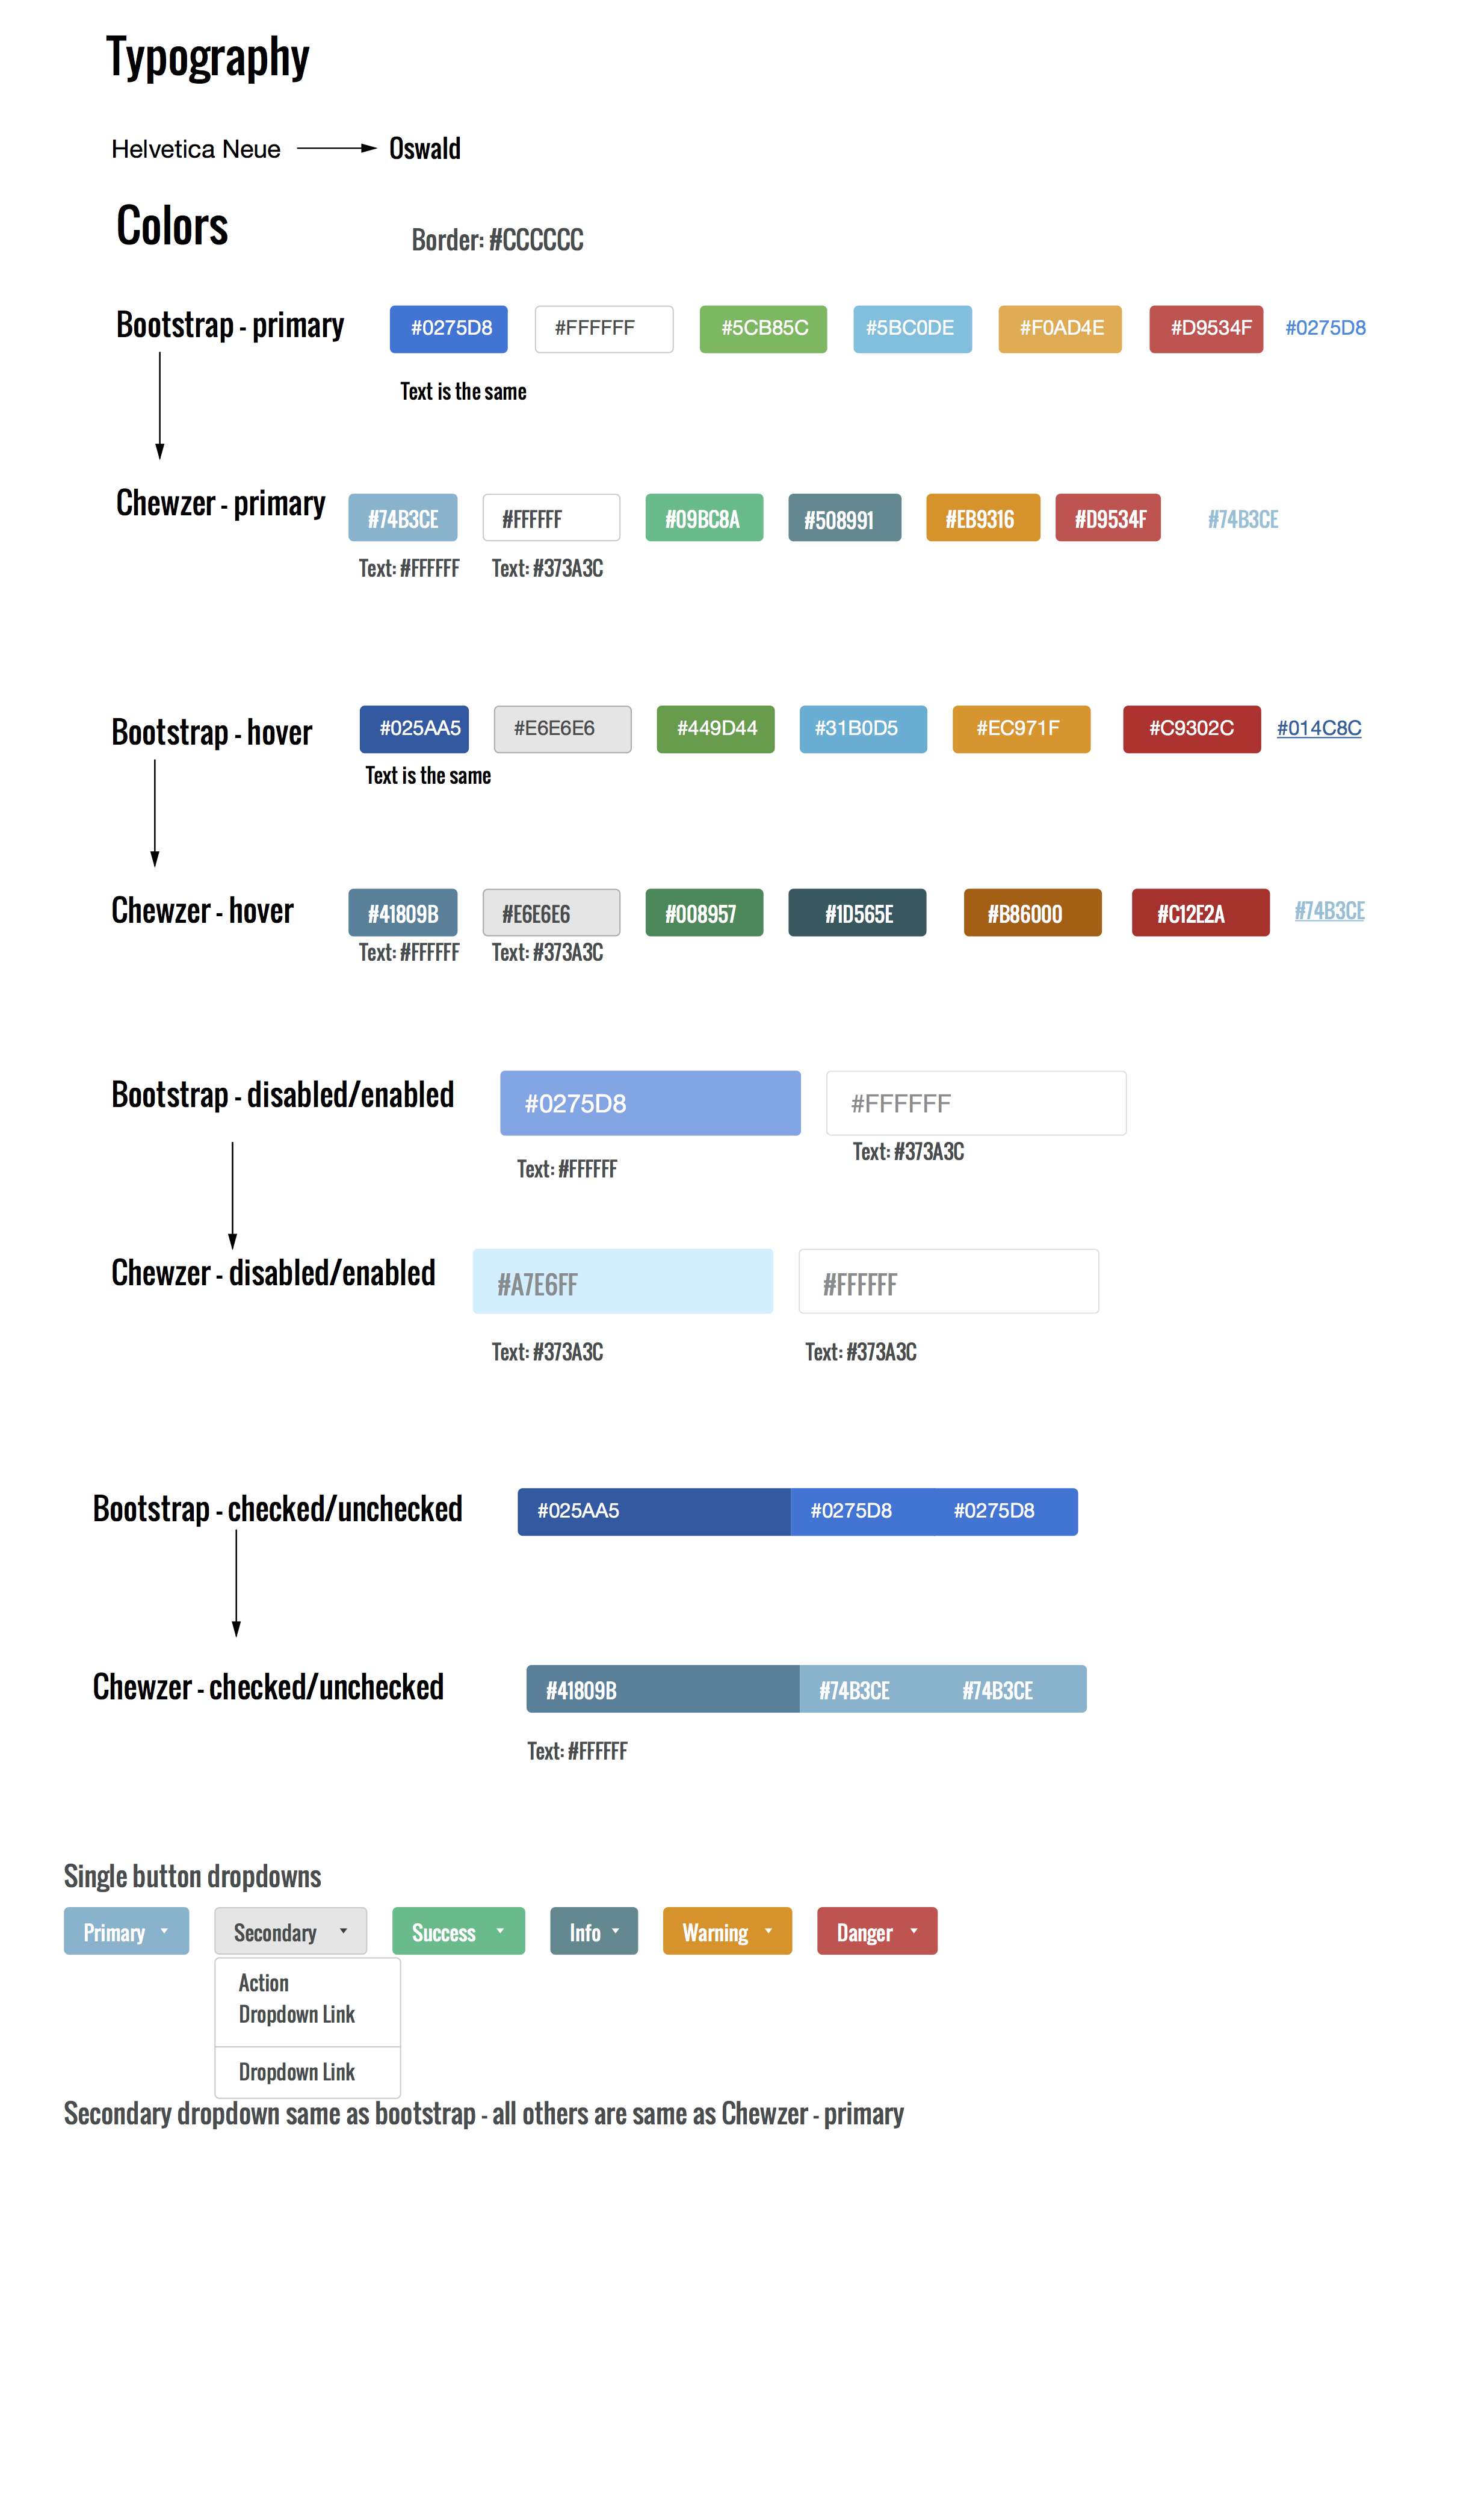 Typography
Helvetica Neue Oswald
Colors
Border: #CCCCCC
Bootstrap - primary #0275D8 #FFFFFF #5CB85C #5BC0DE #F0AD4E #D9534F #0275D8
Text is the same
Chewzer - primary #74B3CE #FFFFFF #09BC8A #508991 #EB9316 #D9534F #74B3CE
Text: #FFFFFF Text: #373A3C
Bootstrap - hover #025AA5 #E6E6E6 #449D44 #31B0D5 #EC971F #C9302C #014C8C
Text is the same
Chewzer - hover #41809B #E6E6E6 #008957 #1D565E #B86000 #C12E2A #74B3CE
Text: #FFFFFF Text: #373A3C
Bootstrap - disabled/enabled #0275D8 #FFFFFF
Text: #373A3C
Text: #FFFFFF
Chewzer - disabled/enabled #A7E6FF #FFFFFF
Text: #373A3C Text: #373A3C
Bootstrap - checked/unchecked #025AA5 #0275D8 #0275D8
Chewzer - checked/unchecked #41809B #74B3CE #74B3CE
Text: #FFFFFF
Single button dropdowns
Primary Secondary Success Info Warning Danger
Action
Dropdown Link
Dropdown Link
Secondary dropdown same as bootstrap - all others are same as Chewzer - primary